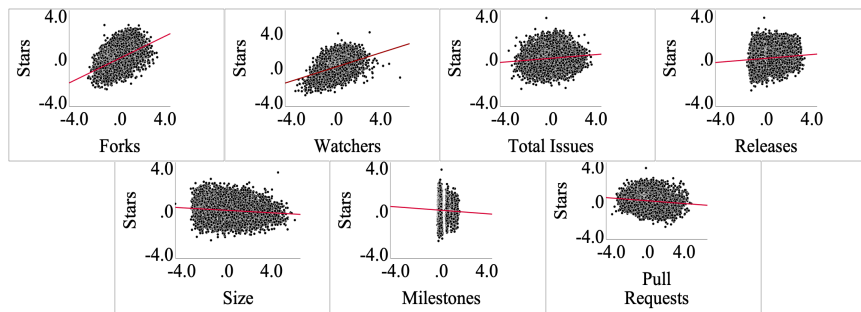 4.0 4.0 4.0 4.0
Stars .0 Stars .0 Stars .0 Stars .0
-4.0 -4.0 -4.0 -4.0
-4.0 .0 4.0 -4.0 .0 4.0 -4.0 .0 4.0 -4.0 .0 4.0
Forks Watchers Total Issues Releases
4.0 4.0 4.0
Stars .0 Stars .0 Stars .0
-4.0 -4.0 -4.0
-4.0 .0 4.0 -4.0 .0 4.0 -4.0 .0 4.0
Size Milestones Pull
Requests